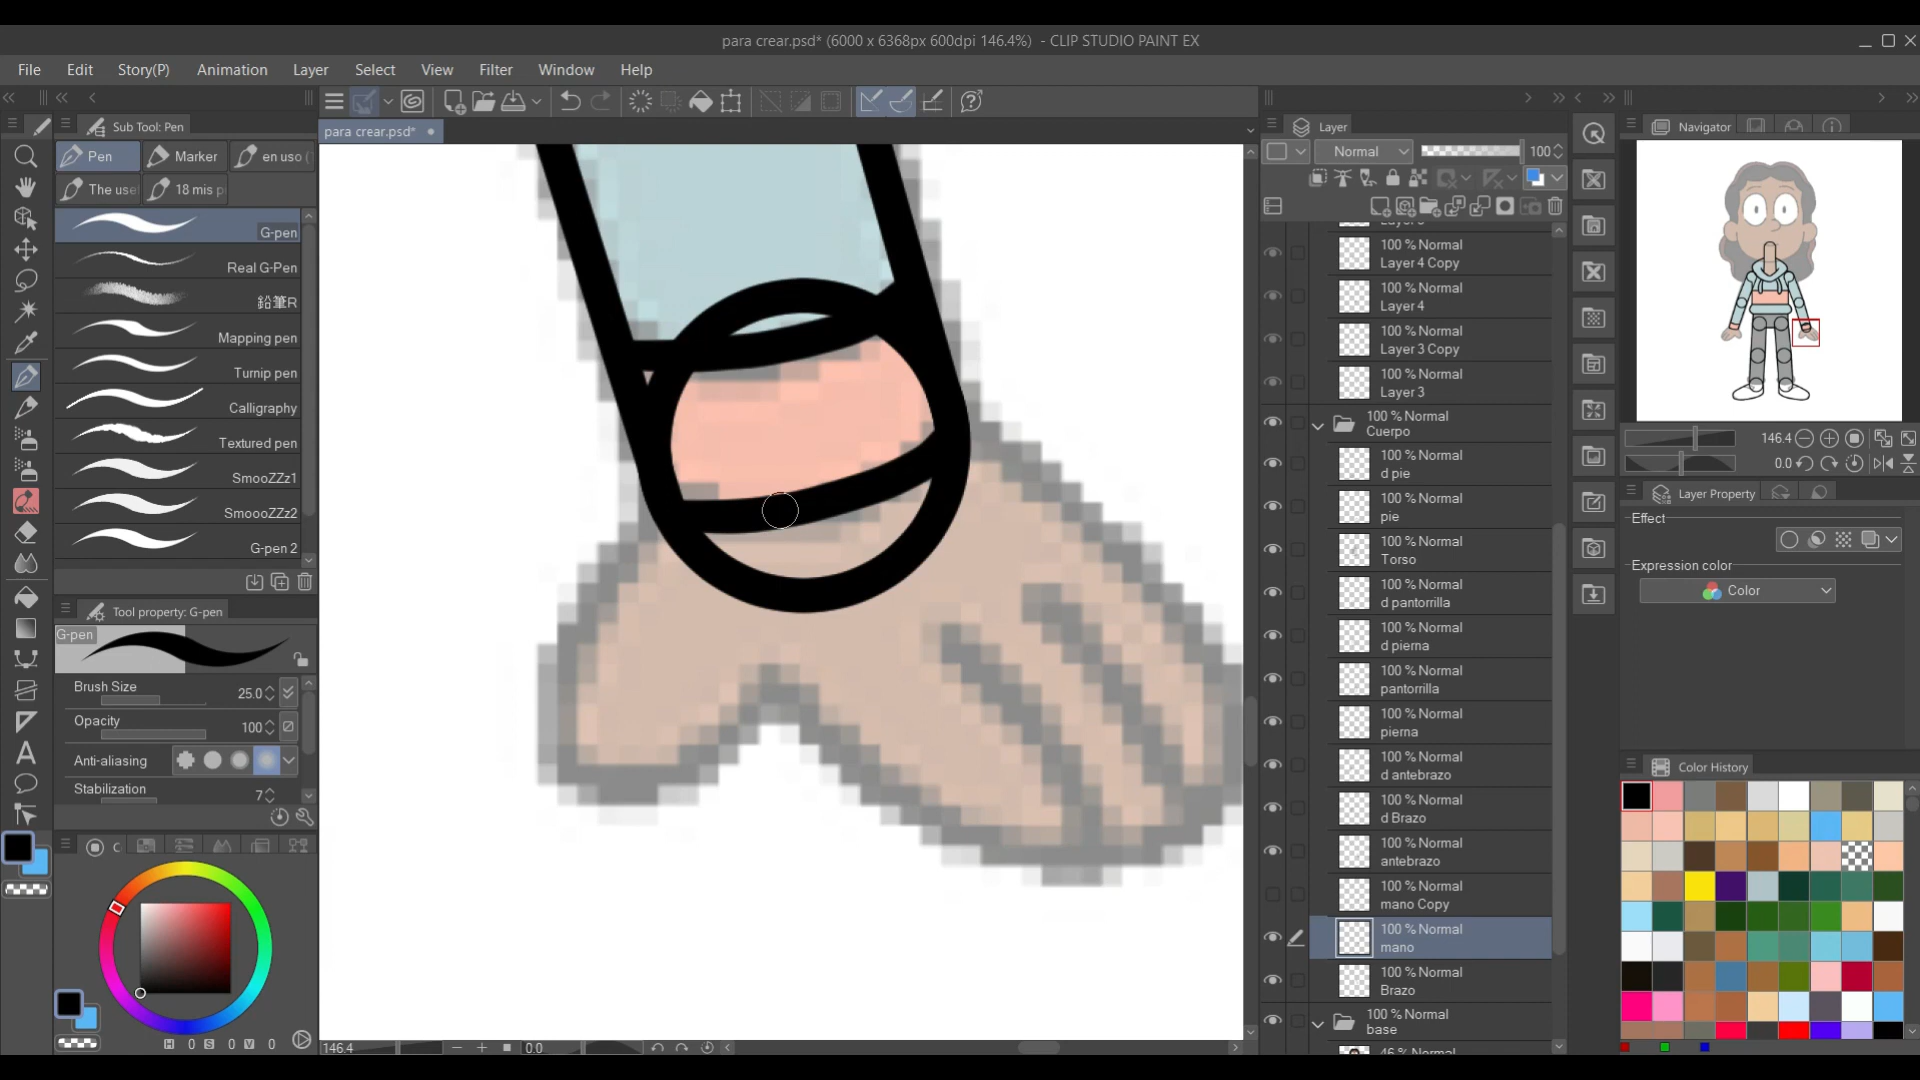 para crear.psd* (6000 x 6368px 600dpi 146.4%)  - CLIP STUDIO PAINT EX
File Edit Story(P) Animation Layer Select View Filter Window Help
Sub Tool: Pen
para crear.psd*
Layer
Navigator
Pen Marker en uso (
The use 18 mis p
Normal 100
G-pen
Real G-Pen
鉛筆R
Mapping pen
Turnip pen
Calligraphy
Textured pen
SmooZZz1
SmoooZZz2
G-pen 2
100 % Normal
Layer 4 Copy
100 % Normal
Layer 4
100 % Normal
Layer 3 Copy
100 % Normal
Layer 3
100 % Normal
Cuerpo
100 % Normal
d pie
100 % Normal
pie
100 % Normal
Torso
100 % Normal
d pantorrilla
100 % Normal
d pierna
100 % Normal
pantorrilla
100 % Normal
pierna
100 % Normal
d antebrazo
100 % Normal
d Brazo
100 % Normal
antebrazo
100 % Normal
mano Copy
100 % Normal
mano
100 % Normal
Brazo
100 % Normal
base
146.4
0.0
Layer Property
Effect
Expression color
Color
Color History
Tool property: G-pen
G-pen
Brush Size 25.0
Opacity 100
Anti-aliasing
Stabilization 7
H 0 S 0 V 0
146.4 0.0